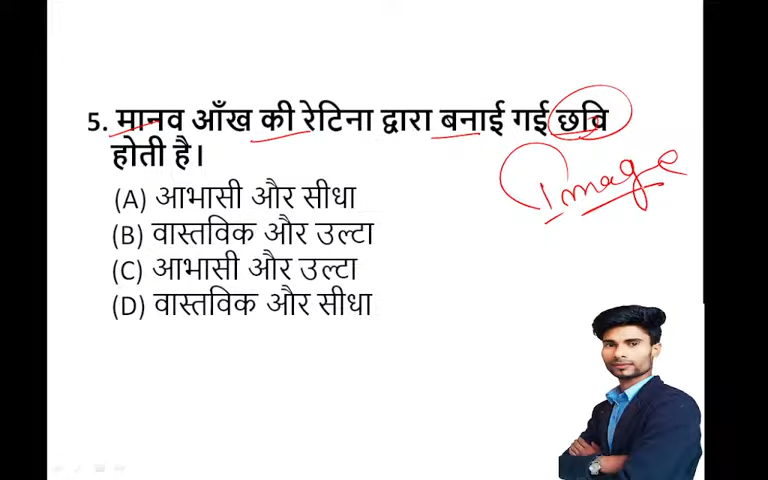 5. मानव आँख की रेटिना द्वारा बनाई गई छवि
होती है।
Image
(A) आभासी और सीधा
(B) वास्तविक और उल्टा
(C) आभासी और उल्टा
(D) वास्तविक और सीधा